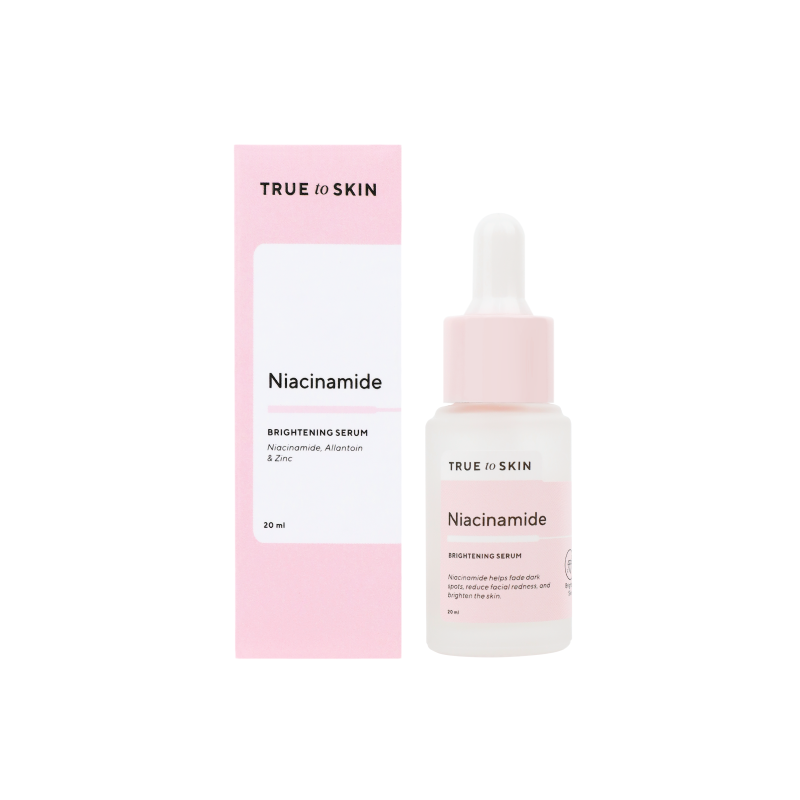 TRUE to SKIN
Niacinamide
BRIGHTENING SERUM
Niacinamide, Allantoin
& Zinc
20 ml
TRUE to SKIN
Niacinamide
BRIGHTENING SERUM
Niacinamide helps fade dark
spots, reduce facial redness, and
brighten the skin.
20 ml